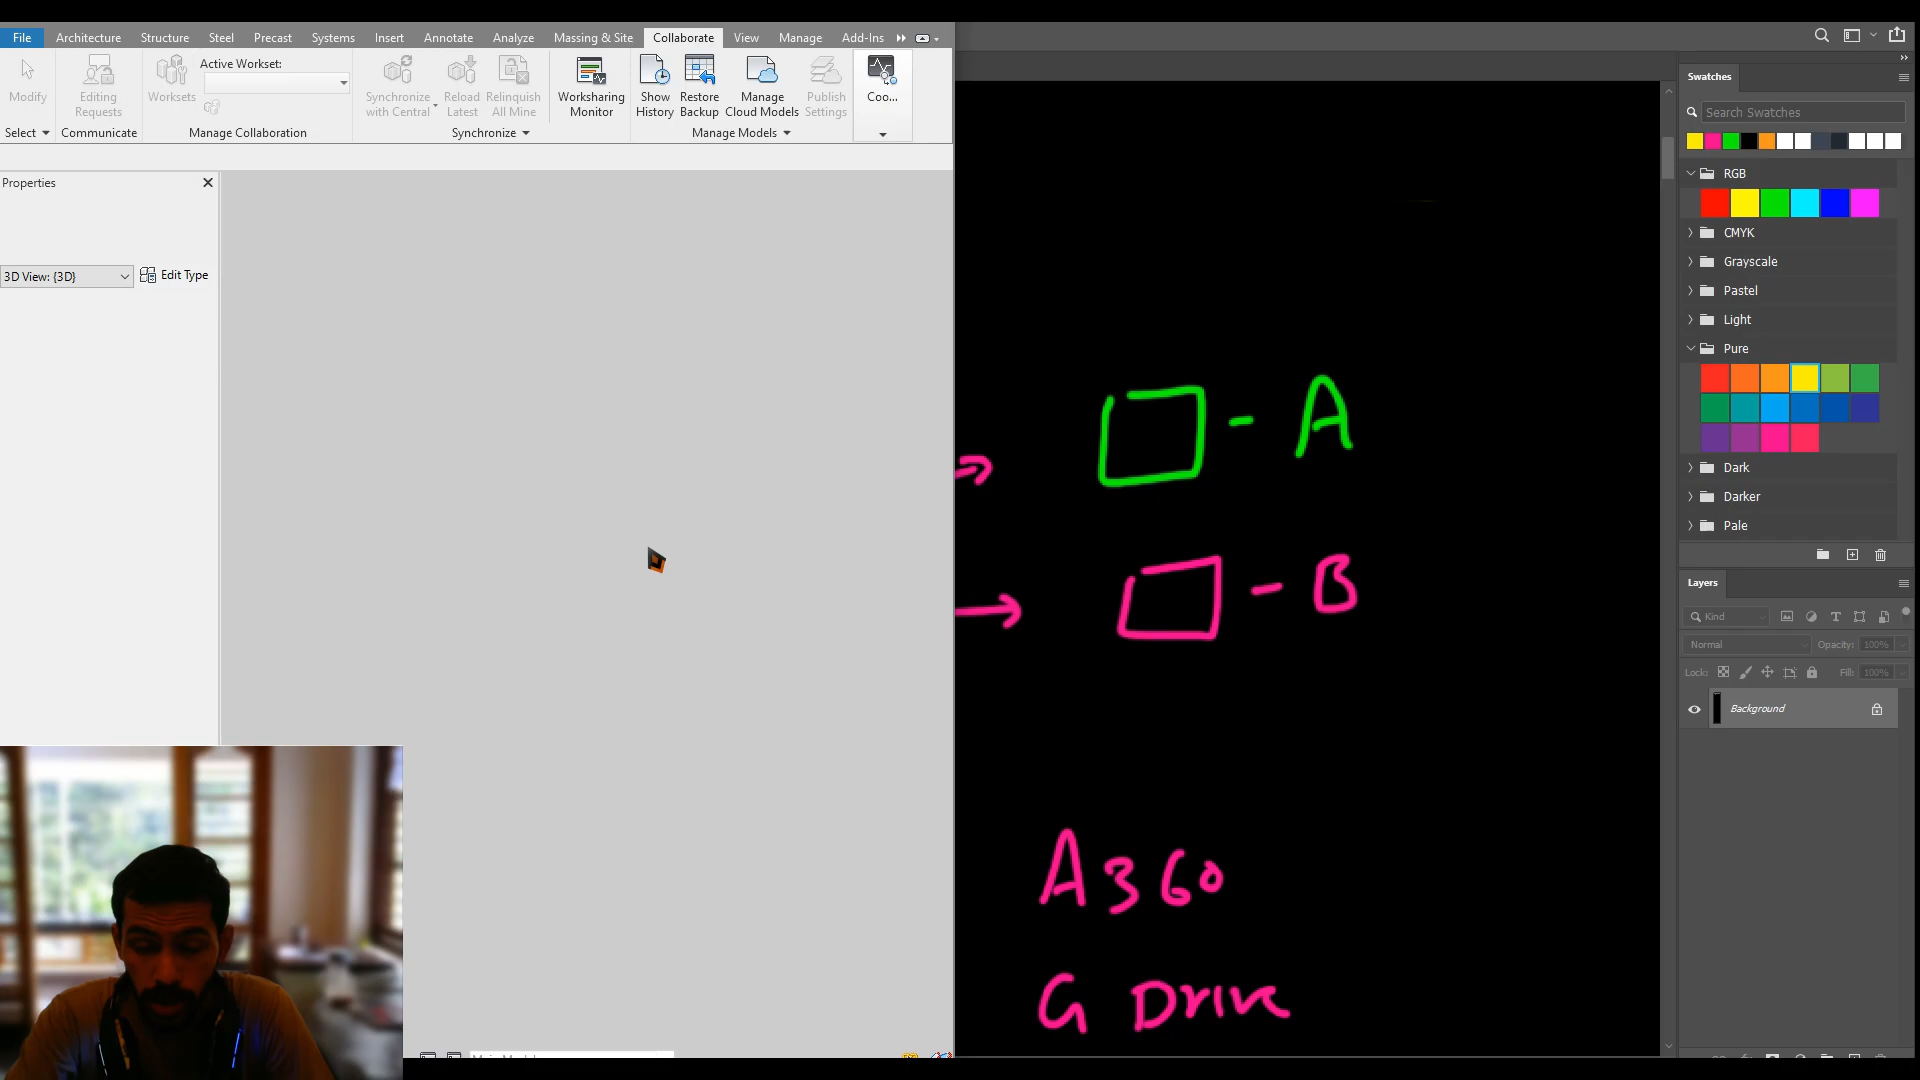 File Architecture Structure Steel Precast Systems Insert Annotate Analyze Massing & Site Collaborate View Manage Add-Ins
Active Workset:
Modify
Editing Requests
Worksets
Synchronize with Central
Reload Latest
Relinquish All Mine
Worksharing Monitor
Show History
Restore Backup
Manage Cloud Models
Publish Settings
Coo...
Select
Communicate
Manage Collaboration
Synchronize
Manage Models
Properties
3D View: {3D}
Edit Type
- A
- B
A360
G Drive
Swatches
Search Swatches
RGB
CMYK
Grayscale
Pastel
Light
Pure
Dark
Darker
Pale
Layers
Kind
Normal
Opacity: 100%
Lock:
Fill: 100%
Background